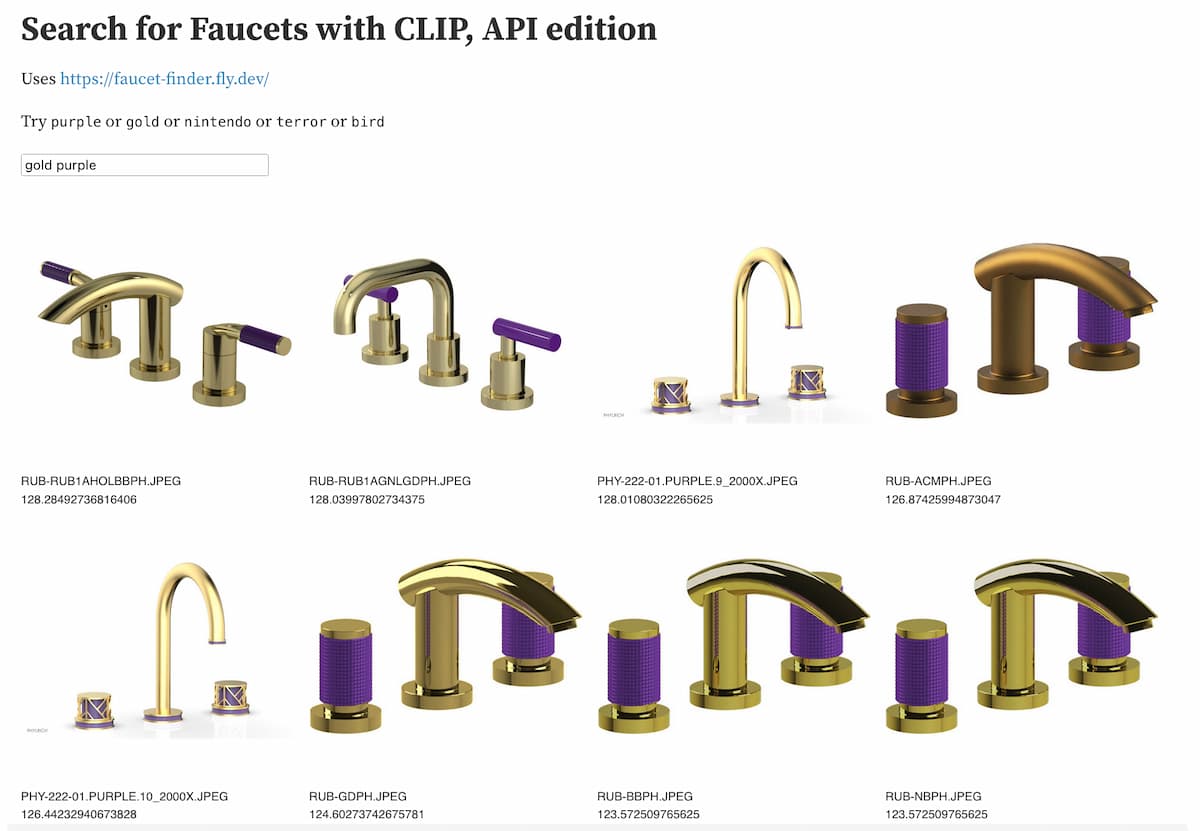 Search for Faucets with CLIP, API edition
Uses https://faucet-finder.fly.dev/
Try purple or gold or nintendo or terror or bird
gold purple
PHYLRICH
RUB-RUB1AHOLBBPH.JPEG
128.28492736816406
RUB-RUB1AGNLGDPH.JPEG
128.03997802734375
PHY-222-01.PURPLE.9_2000X.JPEG
128.01080322265625
RUB-ACMPH.JPEG
126.87425994873047
PHYLRICH
PHY-222-01.PURPLE.10_2000X.JPEG
126.44232940673828
RUB-GDPH.JPEG
124.60273742675781
RUB-BBPH.JPEG
123.572509765625
RUB-NBPH.JPEG
123.572509765625